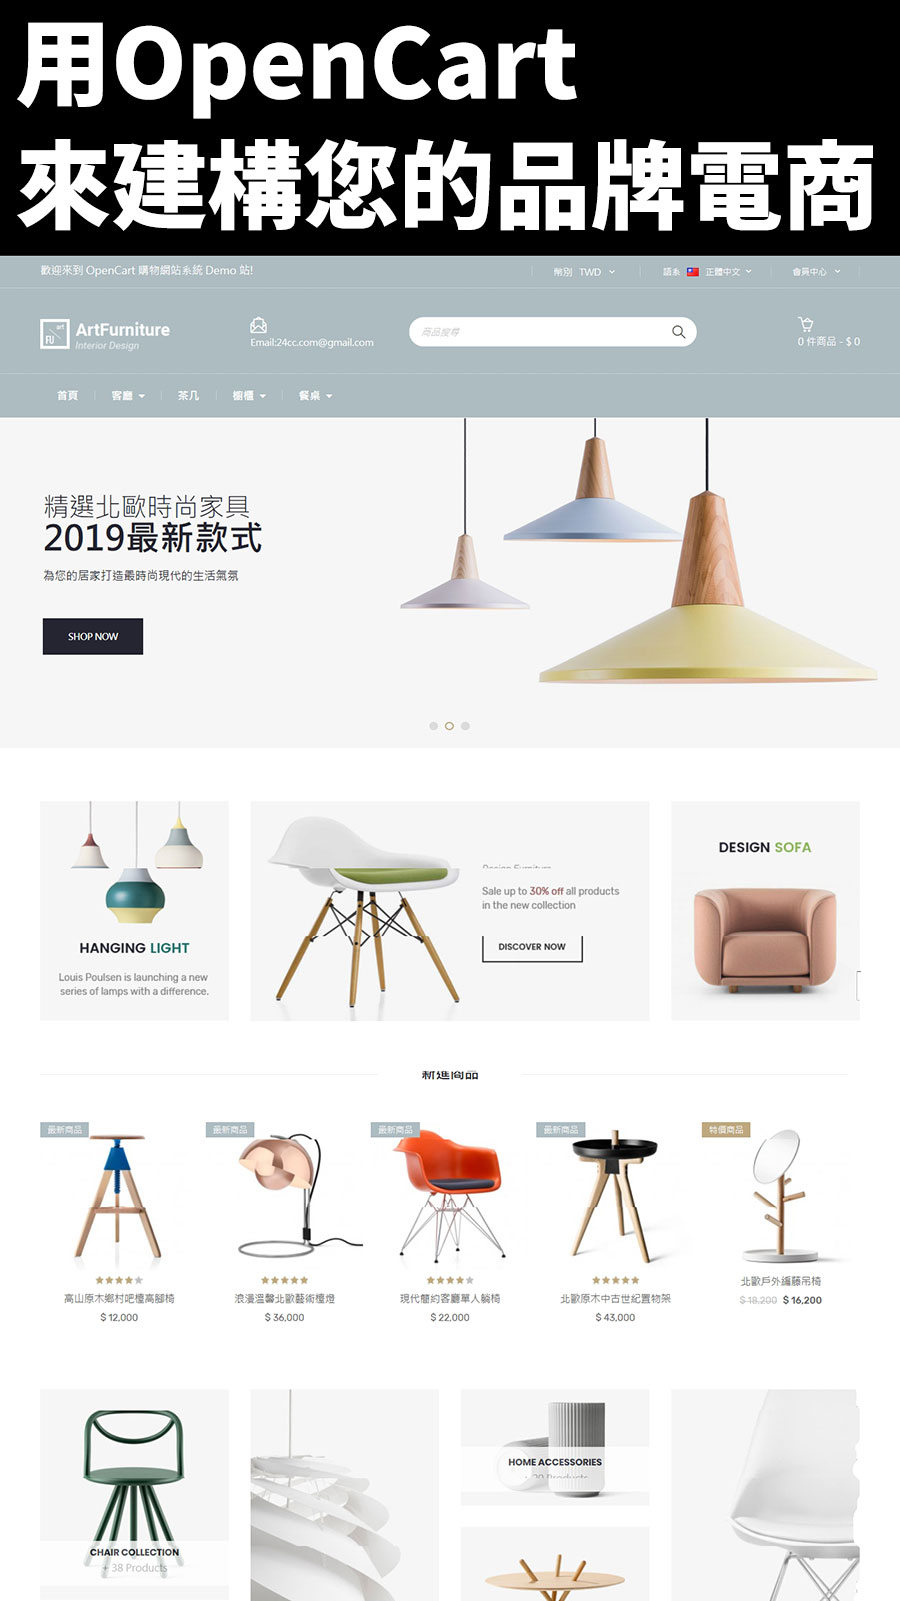 用OpenCart
來建構您的品牌電商
歡迎來到 OpenCart 購物網站系統 Demo 站!
幣別 TWD
語系 正體中文
會員中心
art
FU
ArtFurniture
Interior Design
Email:24cc.com@gmail.com
商品搜尋
0 件商品 - $ 0
首頁
客廳
茶几
櫥櫃
餐桌
精選北歐時尚家具
2019最新款式
為您的居家打造最時尚現代的生活氣氛
SHOP NOW
HANGING LIGHT
Louis Poulsen is launching a new
series of lamps with a difference.
Design Furniture
Sale up to 30% off all products
in the new collection
DISCOVER NOW
DESIGN SOFA
新進商品
最新商品
高山原木鄉村吧檯高腳椅
$ 12,000
最新商品
浪漫溫馨北歐藝術檯燈
$ 36,000
最新商品
現代簡約客廳單人躺椅
$ 22,000
最新商品
北歐原木中古世紀置物架
$ 43,000
特價商品
北歐戶外編藤吊椅
$ 18,200 $ 16,200
CHAIR COLLECTION
+ 38 Products
HOME ACCESSORIES
+ 20 Products